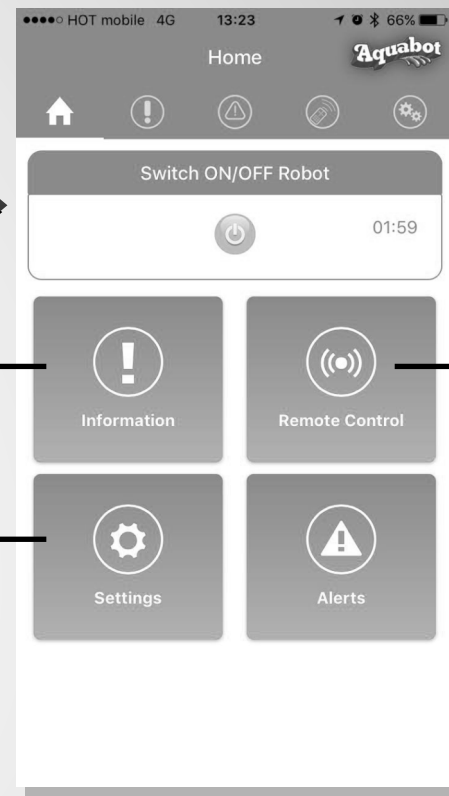 HOT mobile 4G 13:23 66%
Home
Aquabot
Switch ON/OFF Robot
01:59
Information Remote Control
Settings Alerts